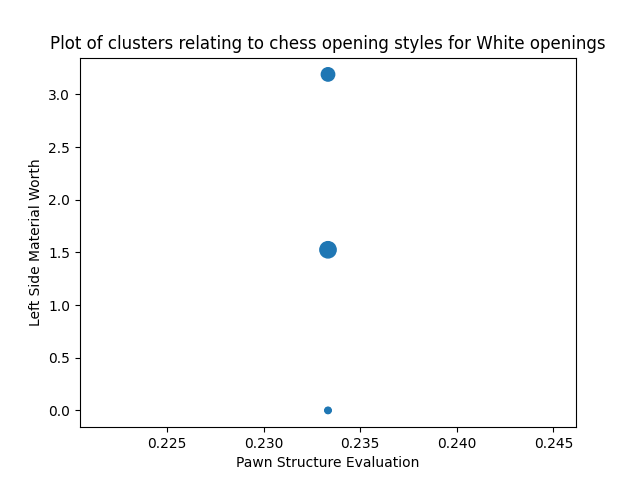 Plot of clusters relating to chess opening styles for White openings
Left Side Material Worth
3.0
2.5
2.0
1.5
1.0
0.5
0.0
0.225 0.230 0.235 0.240 0.245
Pawn Structure Evaluation